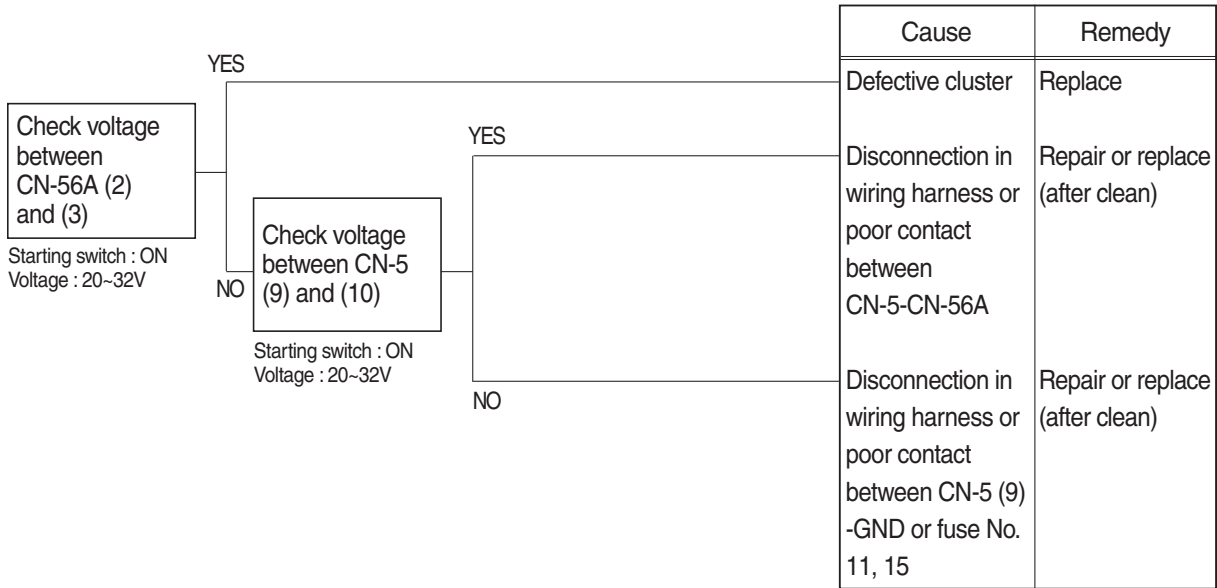 Cause
Remedy
YES
Defective cluster
Replace
Check voltage
between
CN-56A (2)
and (3)
Starting switch : ON
Voltage : 20~32V
YES
Disconnection in
wiring harness or
poor contact
between
CN-5-CN-56A
Repair or replace
(after clean)
NO
Check voltage
between CN-5
(9) and (10)
Starting switch : ON
Voltage : 20~32V
NO
Disconnection in
wiring harness or
poor contact
between CN-5 (9)
-GND or fuse No.
11, 15
Repair or replace
(after clean)